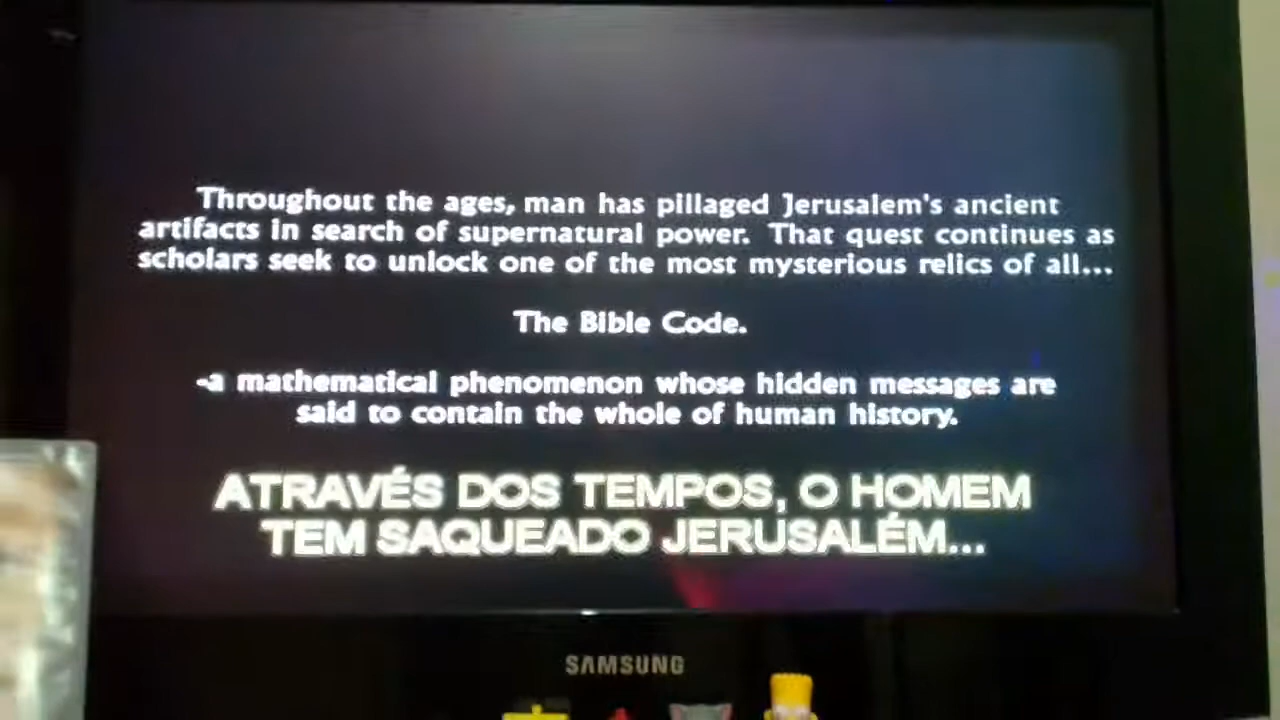 Throughout the ages, man has pillaged Jerusalem's ancient
artifacts in search of supernatural power. That quest continues as
scholars seek to unlock one of the most mysterious relics of all...
The Bible Code.
-a mathematical phenomenon whose hidden messages are
said to contain the whole of human history.
ATRAVÉS DOS TEMPOS, O HOMEM
TEM SAQUEADO JERUSALÉM...
SAMSUNG